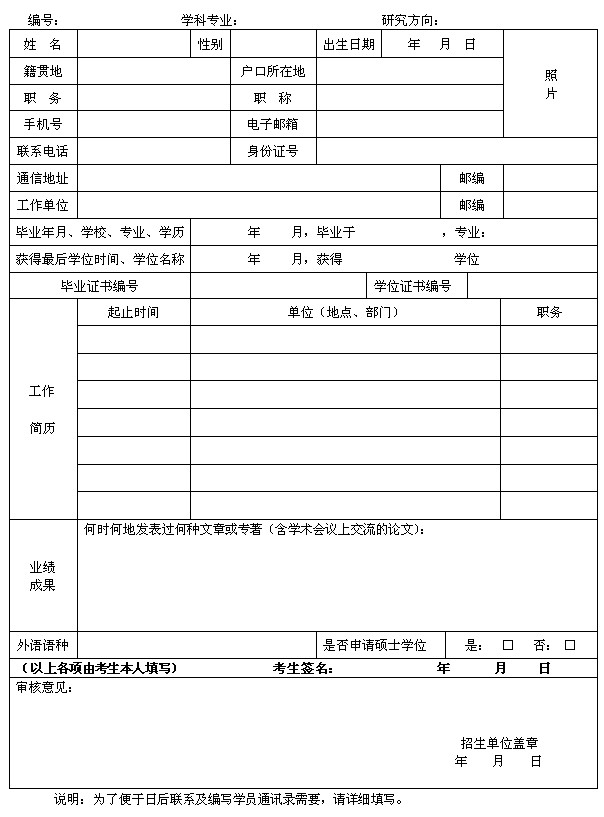 编号： 学科专业： 研究方向：
姓 名 性别 出生日期 年 月 日
照
片
籍贯地 户口所在地
职 务 职 称
手机号 电子邮箱
联系电话 身份证号
通信地址 邮编
工作单位 邮编
毕业年月、学校、专业、学历 年 月，毕业于 ，专业：
获得最后学位时间、学位名称 年 月，获得 学位
毕业证书编号 学位证书编号
起止时间 单位（地点、部门） 职务
工作
简历
何时何地发表过何种文章或专著（含学术会议上交流的论文）：
业绩
成果
外语语种 是否申请硕士学位 是： □ 否： □
（以上各项由考生本人填写） 考生签名： 年 月 日
审核意见：
招生单位盖章
年 月 日
说明：为了便于日后联系及编写学员通讯录需要，请详细填写。